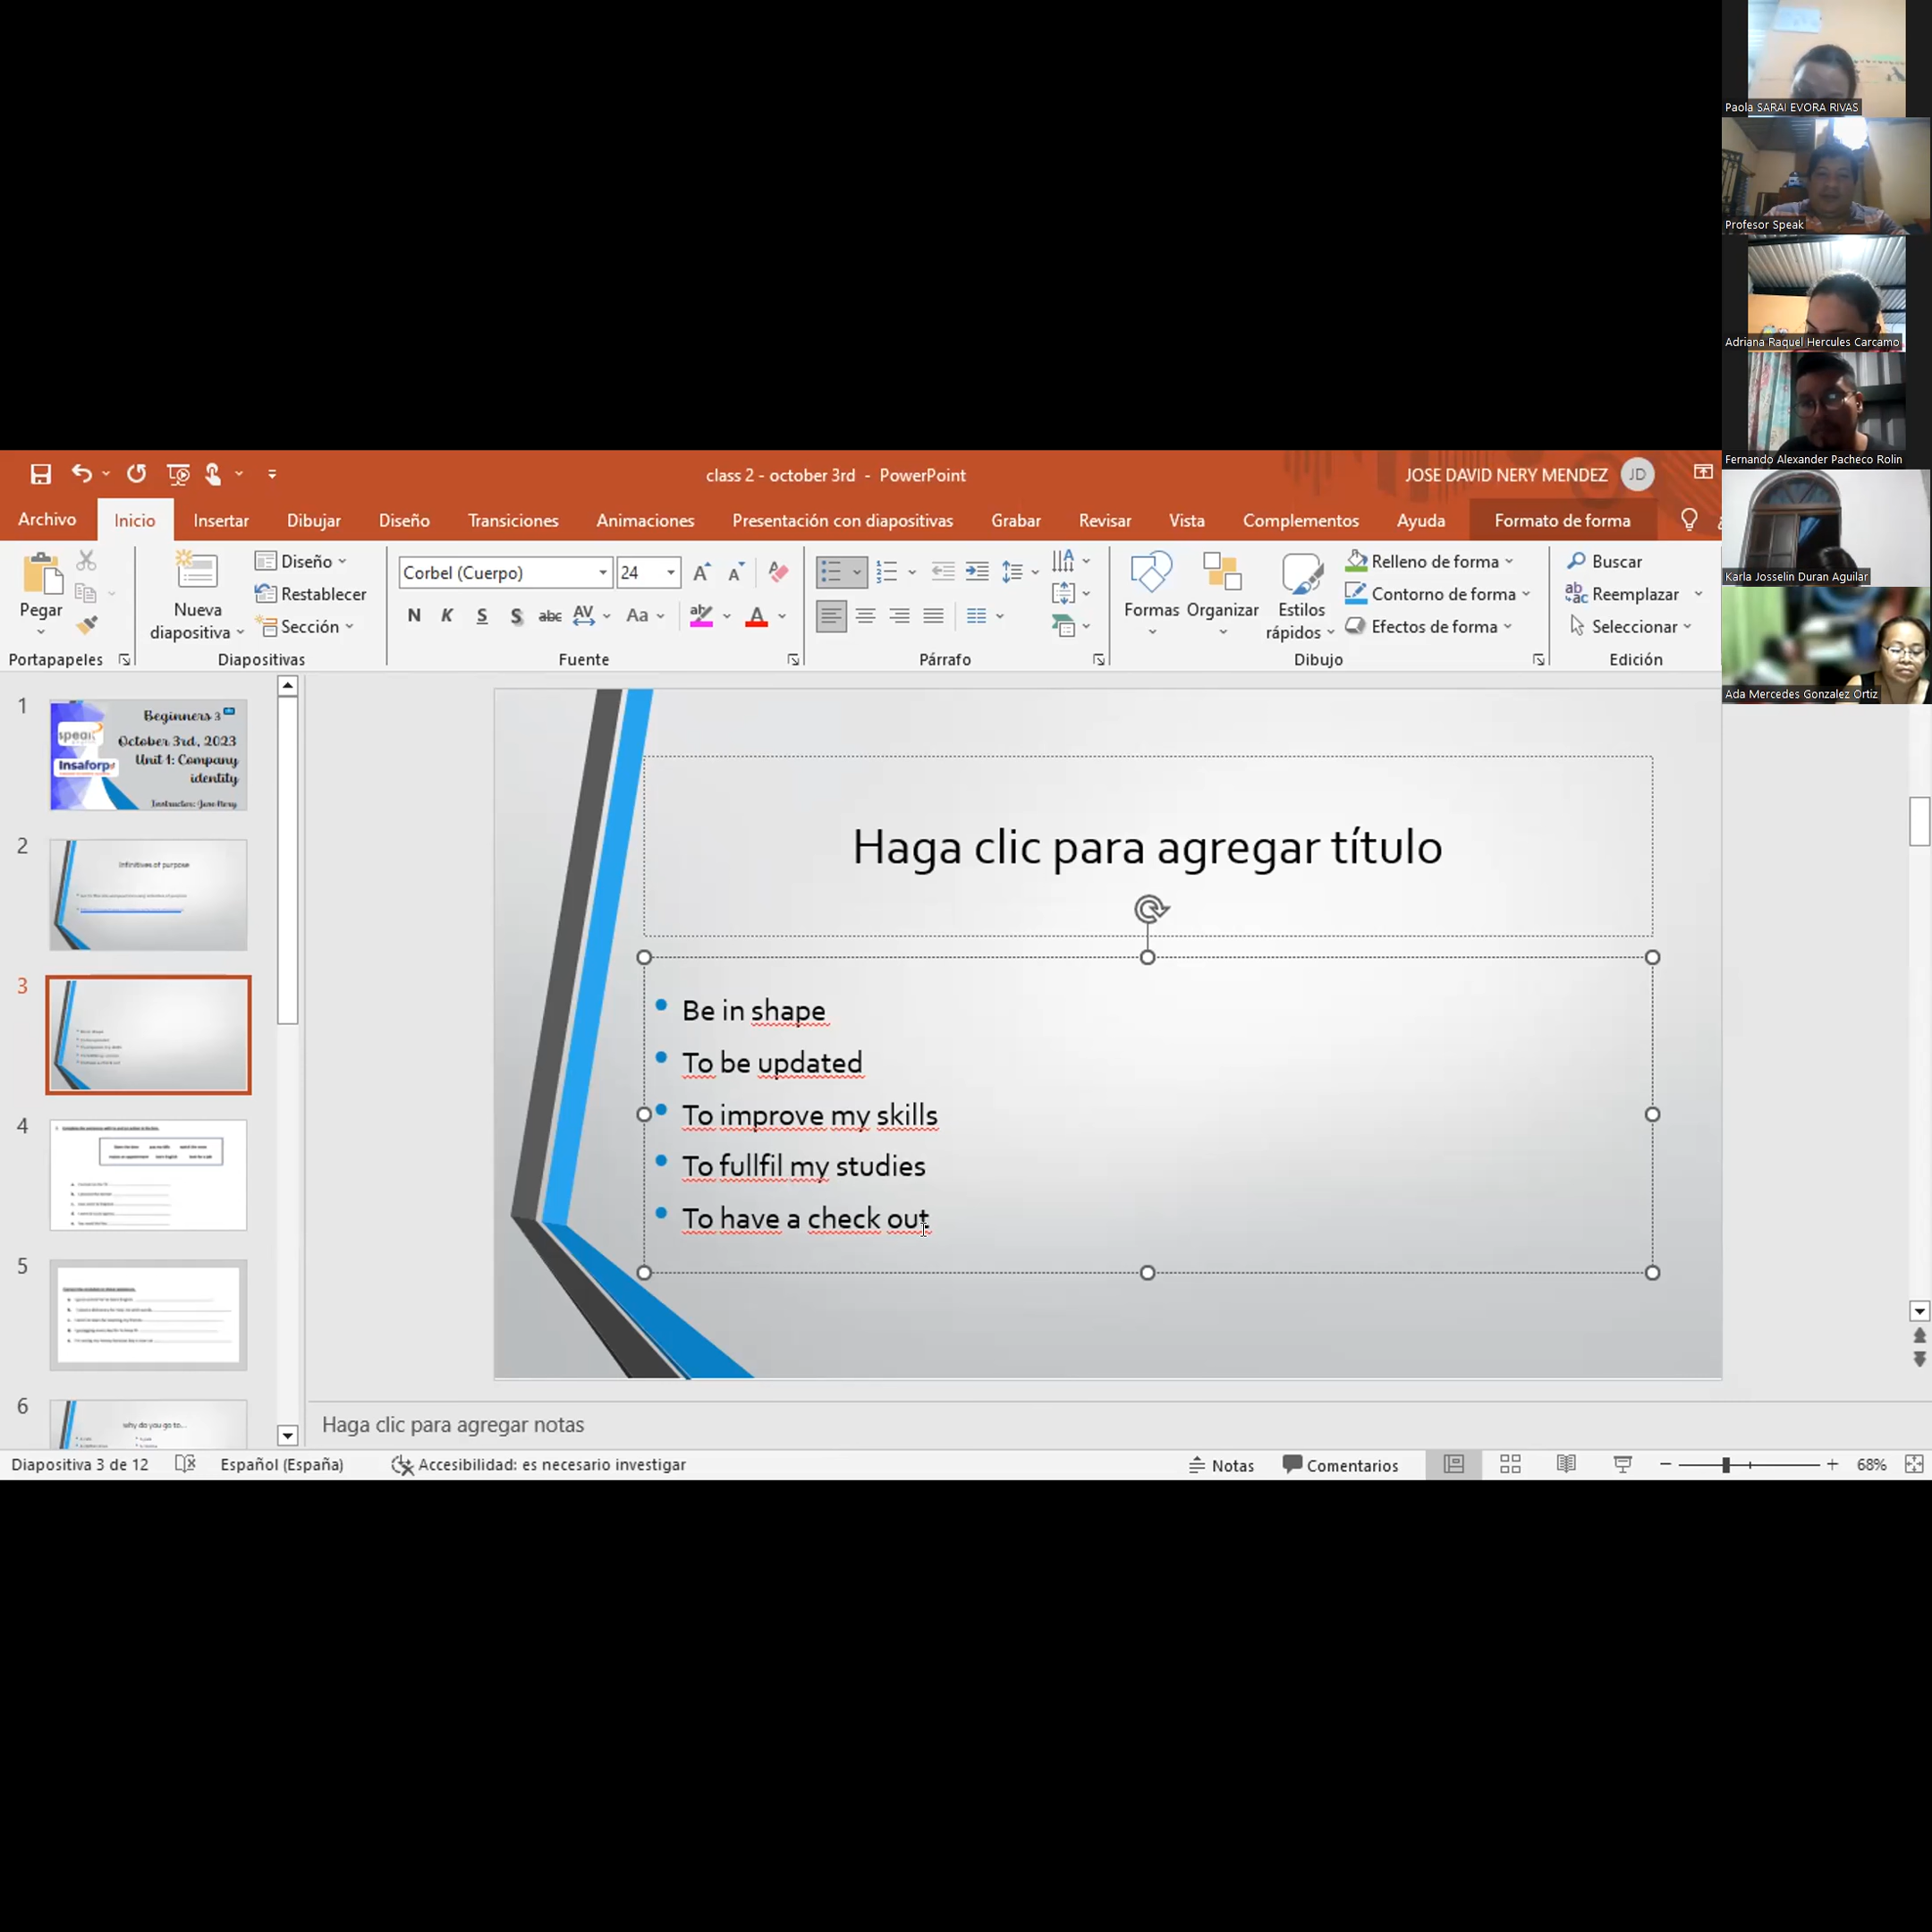 Paola SARAI EVORA RIVAS
Profesor Speak
Adriana Raquel Hercules Carcamo
Fernando Alexander Pacheco Rolin
Karla Josselin Duran Aguilar
Ada Mercedes Gonzalez Ortiz
class 2 - october 3rd - PowerPoint
JOSE DAVID NERY MENDEZ JD
Archivo Inicio Insertar Dibujar Diseño Transiciones Animaciones Presentación con diapositivas Grabar Revisar Vista Complementos Ayuda Formato de forma
Pegar
Portapapeles
Nueva diapositiva
Diseño
Restablecer
Sección
Diapositivas
Corbel (Cuerpo) 24
N K S S abc AV Aa aby A
Fuente
Párrafo
Formas
Organizar
Estilos rápidos
Relleno de forma
Contorno de forma
Efectos de forma
Dibujo
Buscar
Reemplazar
Seleccionar
Edición
1
Beginners 3
October 3rd, 2023
Unit 1: Company
identity
speak
Insaforp
2
Infinitives of purpose
3
4
5
6
why do you go to...
Haga clic para agregar título
Be in shape
To be updated
To improve my skills
To fullfil my studies
To have a check out
Haga clic para agregar notas
Diapositiva 3 de 12 Español (España) Accesibilidad: es necesario investigar Notas Comentarios 68%